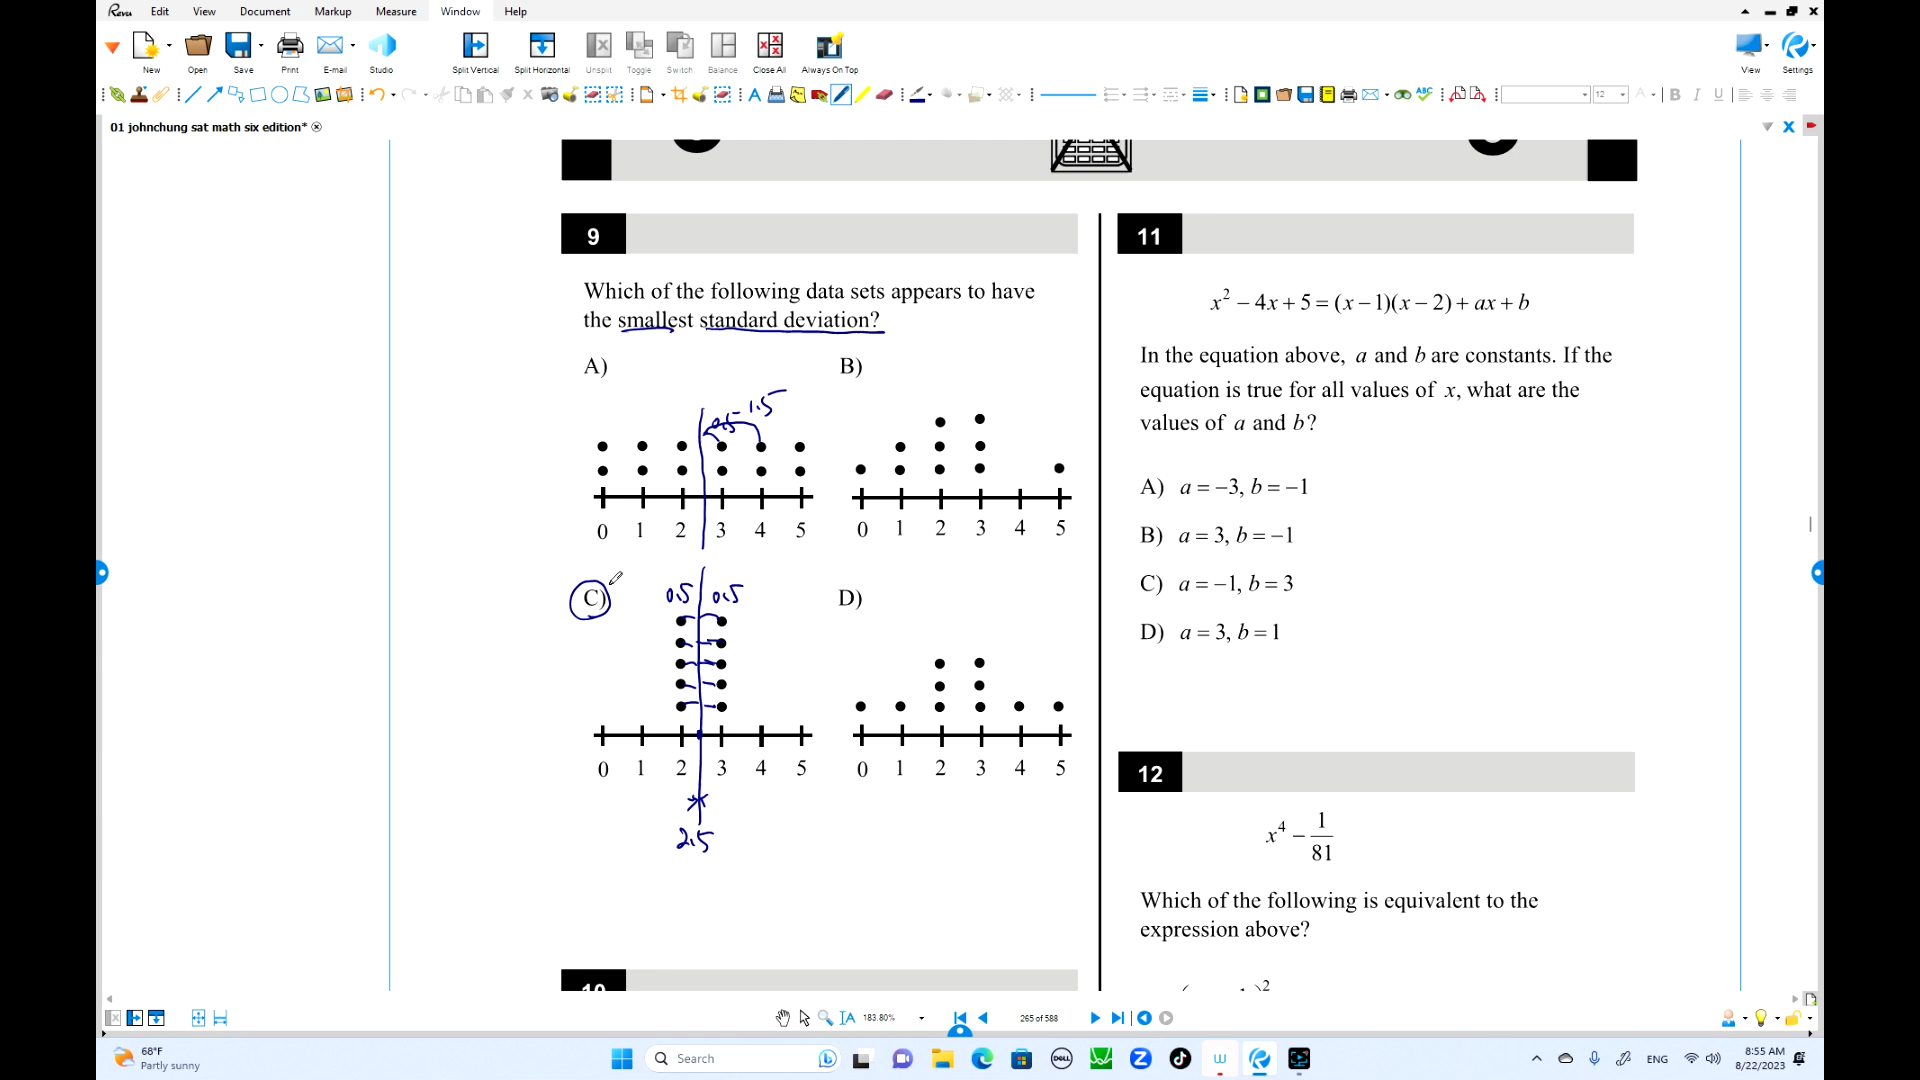 Revu File Edit View Document Markup Measure Window Help
New Open Save Print E-mail Studio Split Vertical Split Horizontal Unsplit Toggle Switch Balance Close All Always On Top View Settings
12 A B I U
01 johnchung sat math six edition*
9
Which of the following data sets appears to have
the smallest standard deviation?
A)
0.5 1.5
0 1 2 3 4 5
B)
0 1 2 3 4 5
C)
0.5 0.5
0 1 2 3 4 5
2.5
D)
0 1 2 3 4 5
10
11
x² − 4x + 5 = (x − 1)(x − 2) + ax + b
In the equation above, a and b are constants. If the
equation is true for all values of x, what are the
values of a and b?
A) a = −3, b = −1
B) a = 3, b = −1
C) a = −1, b = 3
D) a = 3, b = 1
12
x⁴ − 1/81
Which of the following is equivalent to the
expression above?
183.80% 265 of 588
68°F
Partly sunny
Search
DELL
ENG
8:55 AM
8/22/2023